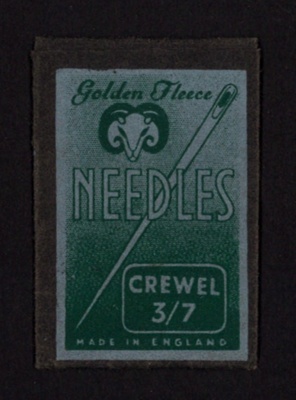 Golden Fleece
NEEDLES
CREWEL
3/7
MADE IN ENGLAND